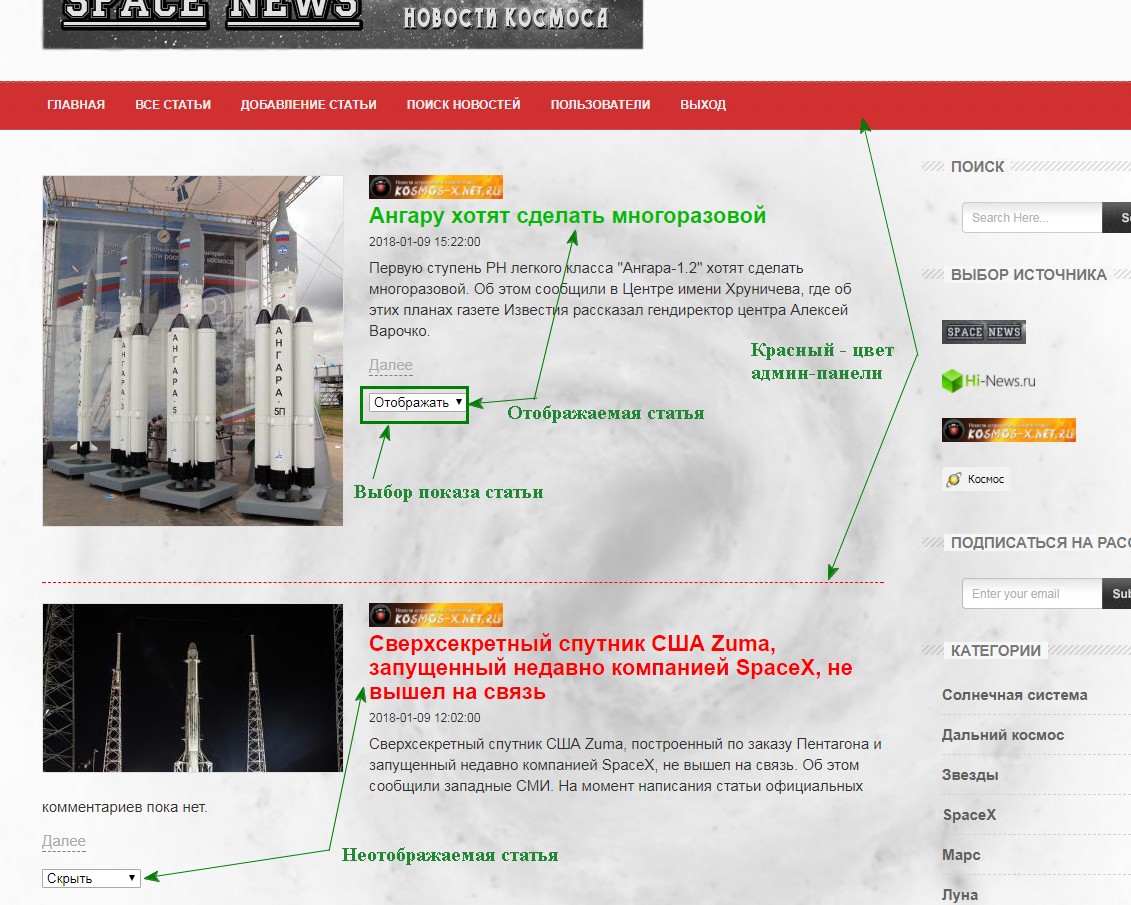 SPACE NEWS НОВОСТИ КОСМОСА
ГЛАВНАЯ ВСЕ СТАТЬИ ДОБАВЛЕНИЕ СТАТЬИ ПОИСК НОВОСТЕЙ ПОЛЬЗОВАТЕЛИ ВЫХОД
KOSMOS-X.NET.RU
Ангару хотят сделать многоразовой
2018-01-09 15:22:00
Первую ступень РН легкого класса "Ангара-1.2" хотят сделать
многоразовой. Об этом сообщили в Центре имени Хруничева, где об
этих планах газете Известия рассказал гендиректор центра Алексей
Варочко.
Далее
Отображать
Отображаемая статья
Выбор показа статьи
Красный - цвет
админ-панели
АНГАРА-5
АНГАРА-5П
KOSMOS-X.NET.RU
Сверхсекретный спутник США Zuma,
запущенный недавно компанией SpaceX, не
вышел на связь
2018-01-09 12:02:00
Сверхсекретный спутник США Zuma, построенный по заказу Пентагона и
запущенный недавно компанией SpaceX, не вышел на связь. Об этом
сообщили западные СМИ. На момент написания статьи официальных
комментариев пока нет.
Далее
Скрыть
Неотображаемая статья
ПОИСК
Search Here...
ВЫБОР ИСТОЧНИКА
SPACE NEWS
Hi-News.ru
KOSMOS-X.NET.RU
Космос
ПОДПИСАТЬСЯ НА РАСС
Enter your email Sub
КАТЕГОРИИ
Солнечная система
Дальний космос
Звезды
SpaceX
Марс
Луна